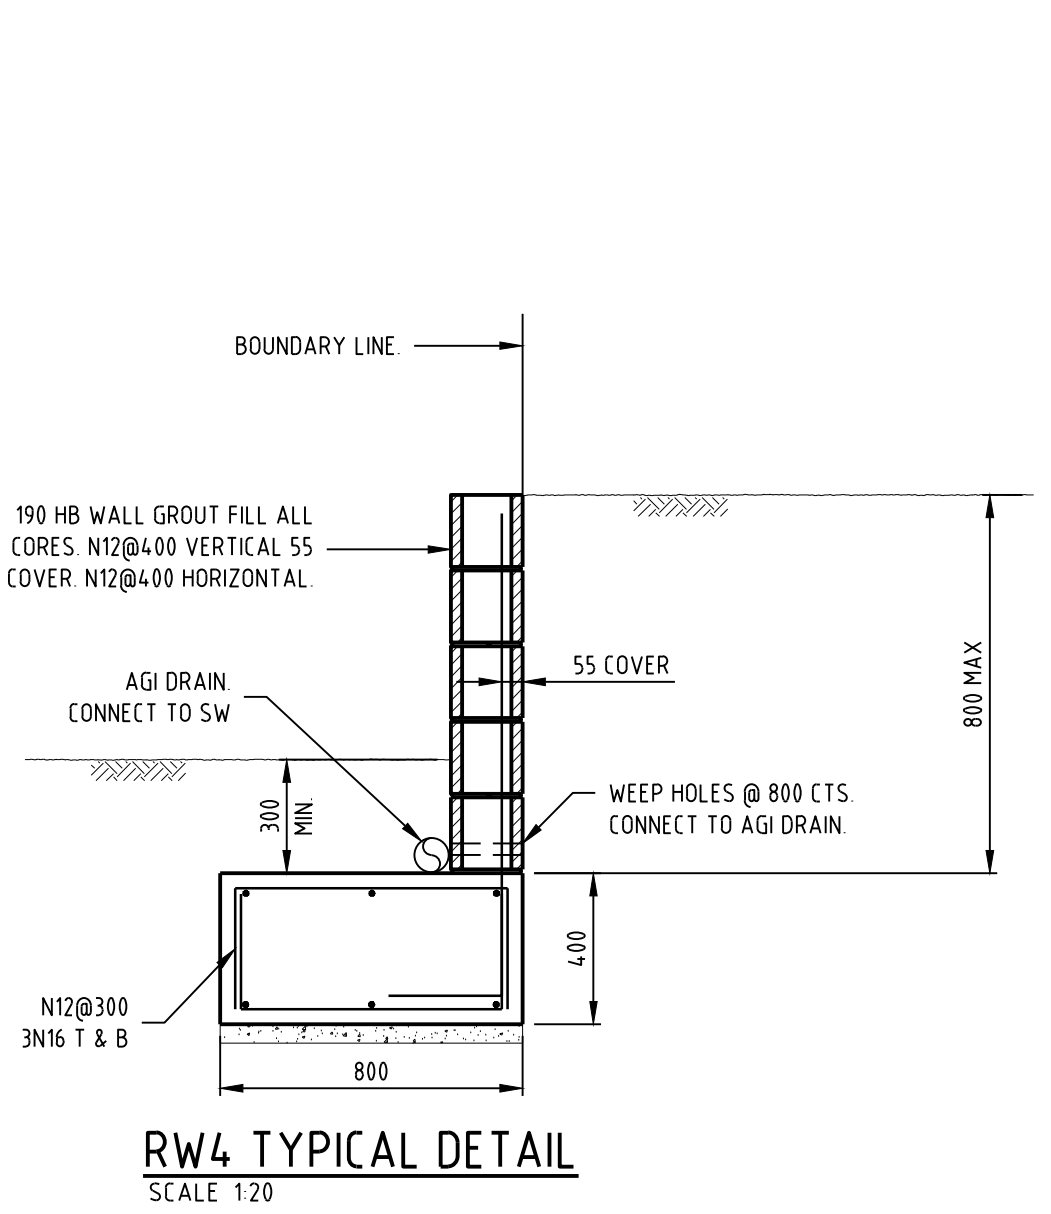 BOUNDARY LINE.
190 HB WALL GROUT FILL ALL
CORES. N12@400 VERTICAL 55
COVER. N12@400 HORIZONTAL.
55 COVER
800 MAX
AGI DRAIN.
CONNECT TO SW
300
MIN.
WEEP HOLES @ 800 CTS.
CONNECT TO AGI DRAIN.
400
N12@300
3N16 T & B
800
RW4 TYPICAL DETAIL
SCALE 1:20